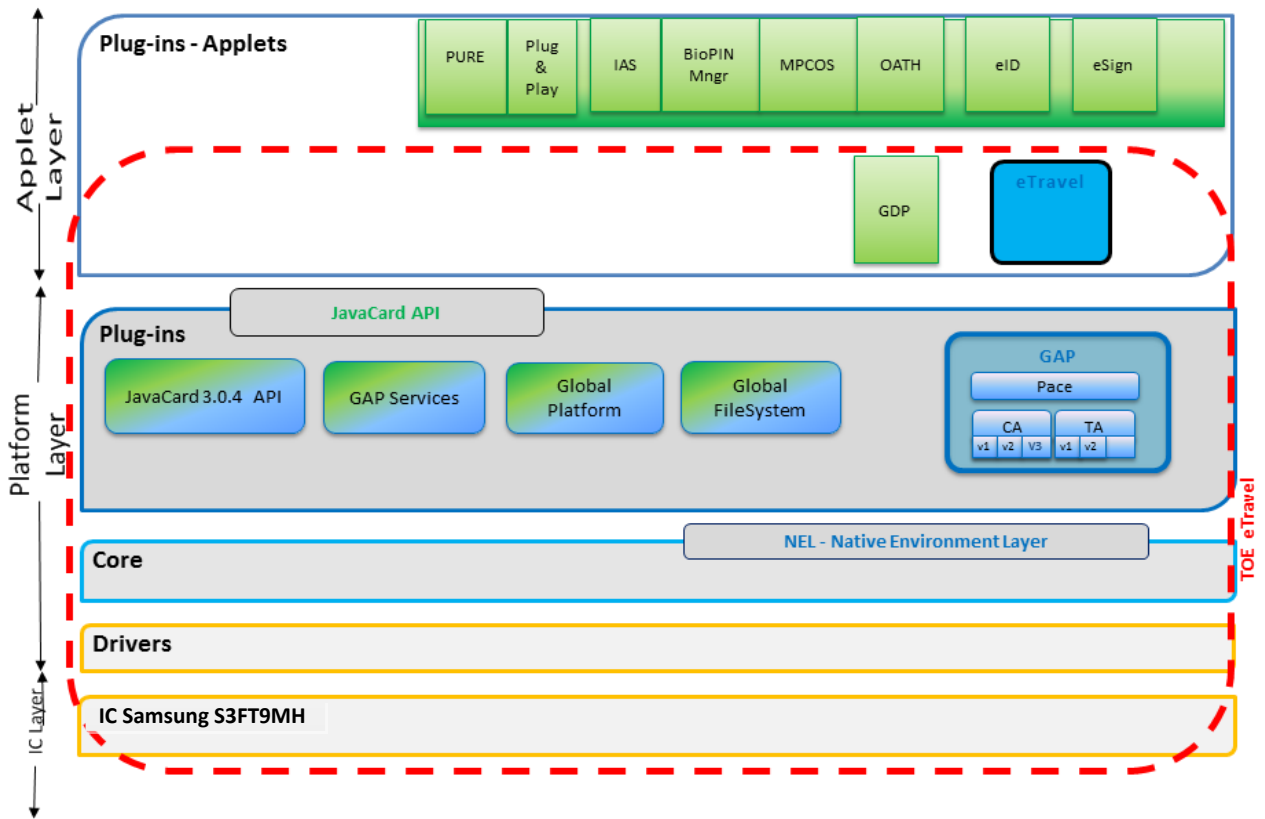 Plug-ins - Applets
PURE
Plug
&
Play
IAS
BioPIN
Mngr
MPCOS
OATH
eID
eSign
Applet
Layer
GDP
eTravel
JavaCard API
Plug-ins
JavaCard 3.0.4 API
GAP Services
Global
Platform
Global
FileSystem
GAP
Pace
CA
TA
v1
v2
V3
v1
v2
Platform
Layer
TOE eTravel
NEL - Native Environment Layer
Core
Drivers
IC Layer
IC Samsung S3FT9MH